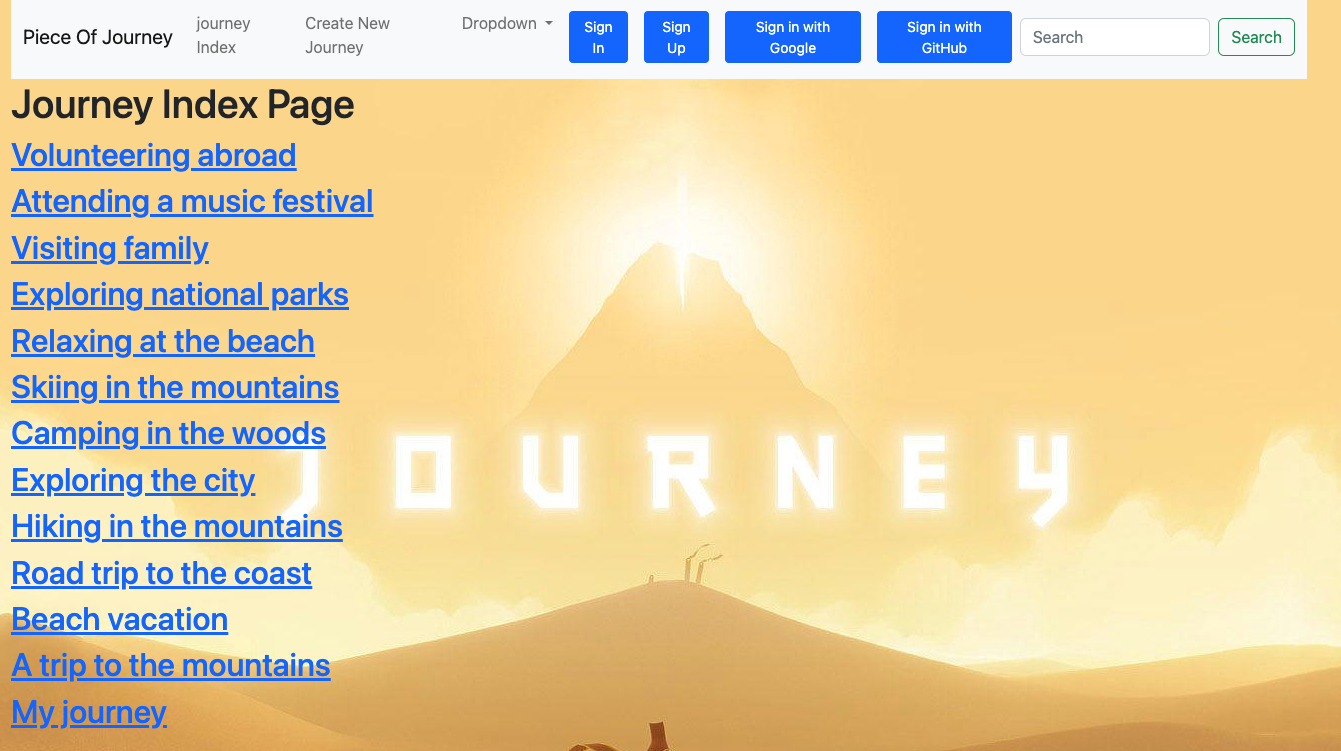 Piece Of Journey
journey
Index
Create New
Journey
Dropdown
Sign
In
Sign
Up
Sign in with
Google
Sign in with
GitHub
Search
Search
Journey Index Page
Volunteering abroad
Attending a music festival
Visiting family
Exploring national parks
Relaxing at the beach
Skiing in the mountains
Camping in the woods
JOURNEY
Exploring the city
Hiking in the mountains
Road trip to the coast
Beach vacation
A trip to the mountains
My journey